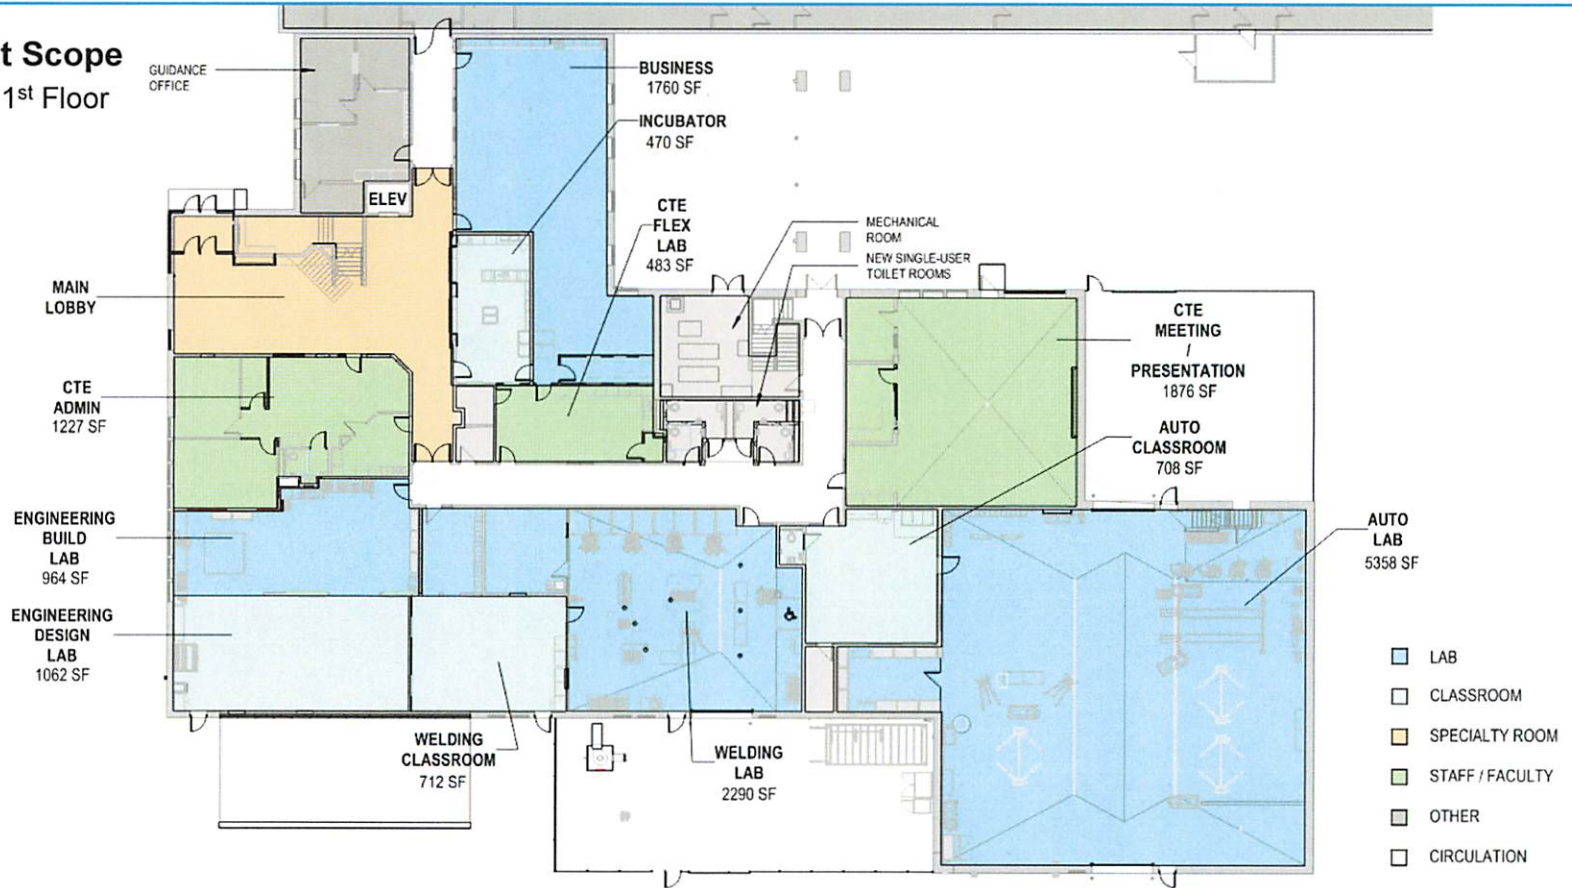 t Scope
1st Floor
GUIDANCE
OFFICE
BUSINESS
1760 SF
INCUBATOR
470 SF
ELEV
CTE
FLEX
LAB
483 SF
MECHANICAL
ROOM
NEW SINGLE-USER
TOILET ROOMS
MAIN
LOBBY
CTE
MEETING
/
PRESENTATION
1876 SF
CTE
ADMIN
1227 SF
AUTO
CLASSROOM
708 SF
ENGINEERING
BUILD
LAB
964 SF
AUTO
LAB
5358 SF
ENGINEERING
DESIGN
LAB
1062 SF
WELDING
CLASSROOM
712 SF
WELDING
LAB
2290 SF
LAB
CLASSROOM
SPECIALTY ROOM
STAFF / FACULTY
OTHER
CIRCULATION